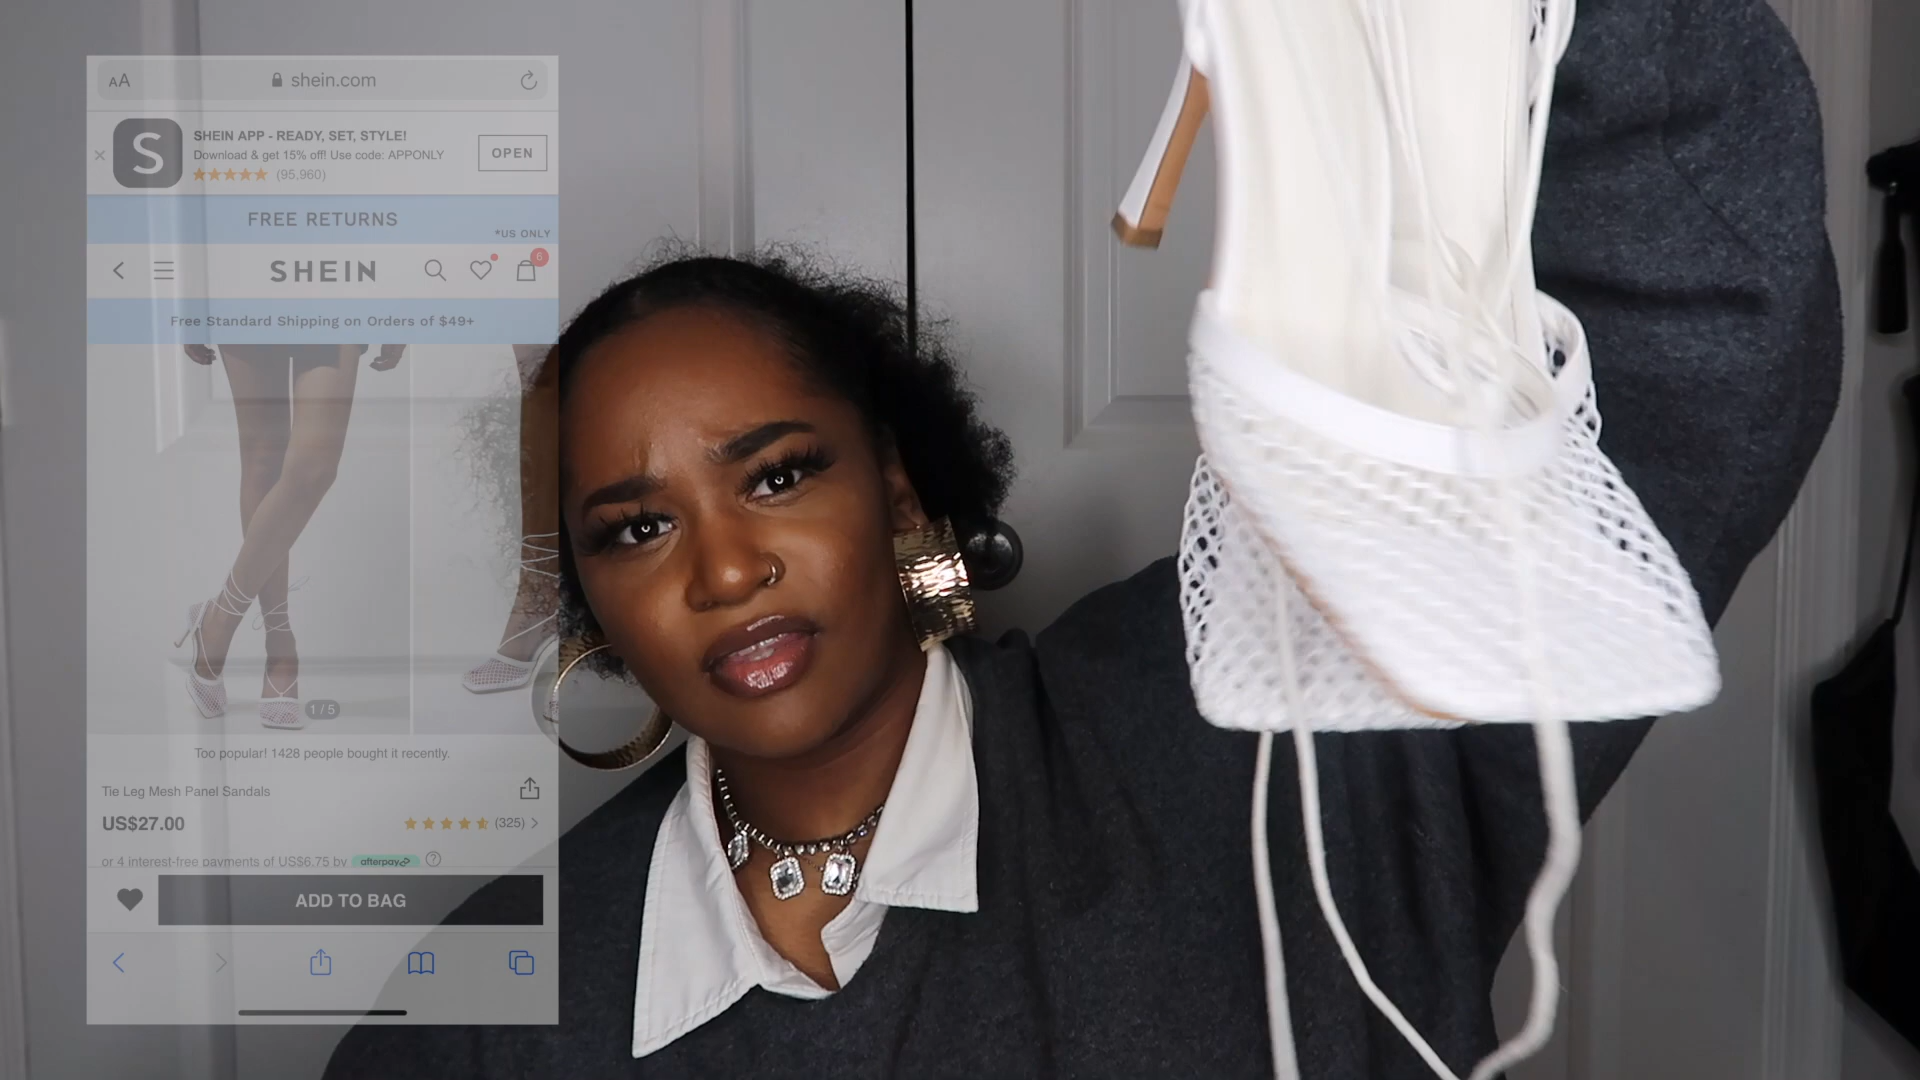 AA shein.com
SHEIN APP - READY, SET, STYLE!
Download & get 15% off! Use code: APPONLY
(95,960)
OPEN
S
FREE RETURNS
*US ONLY
SHEIN
6
Free Standard Shipping on Orders of $49+
1 / 5
Too popular! 1428 people bought it recently.
Tie Leg Mesh Panel Sandals
US$27.00
(325)
or 4 interest-free payments of US$6.75 by afterpay
?
ADD TO BAG